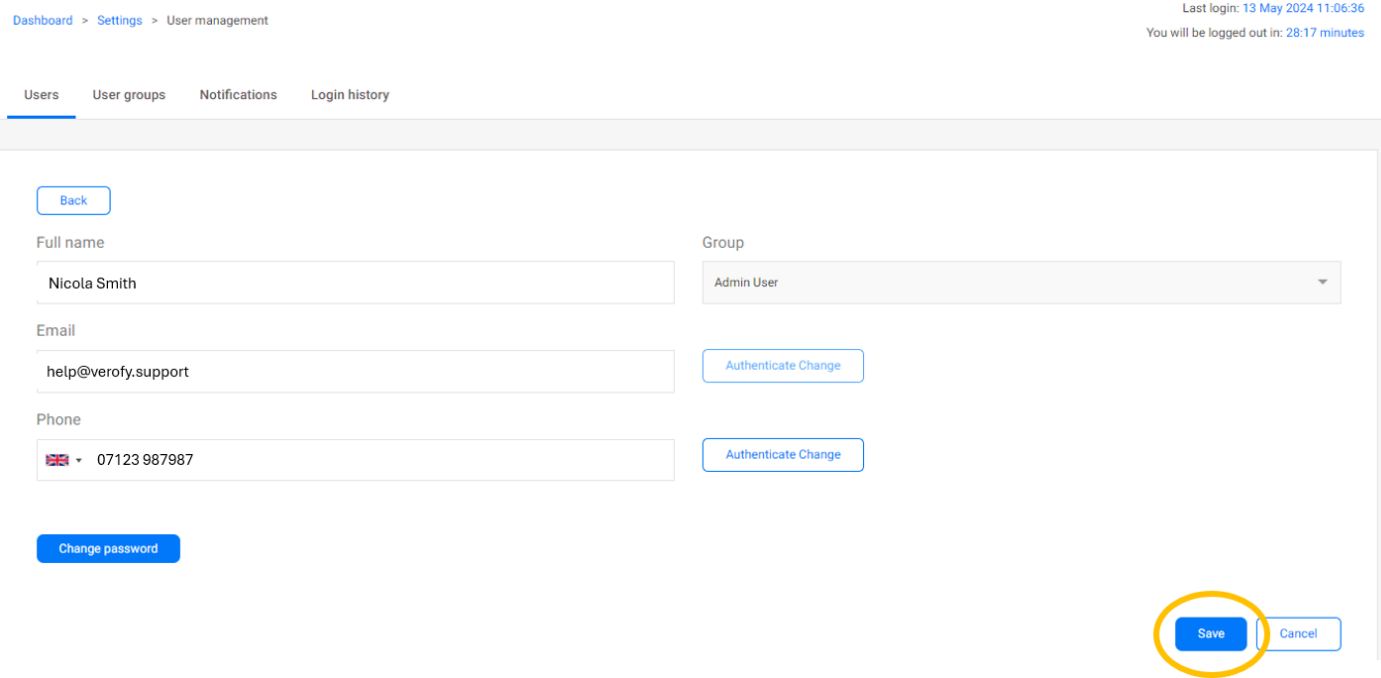 Last login: 13 May 2024 11:06:36
Dashboard > Settings > User management
You will be logged out in: 28:17 minutes
Users User groups Notifications Login history
Back
Full name Group
Nicola Smith Admin User
Email
help@verofy.support Authenticate Change
Phone
07123 987987 Authenticate Change
Change password
Save Cancel